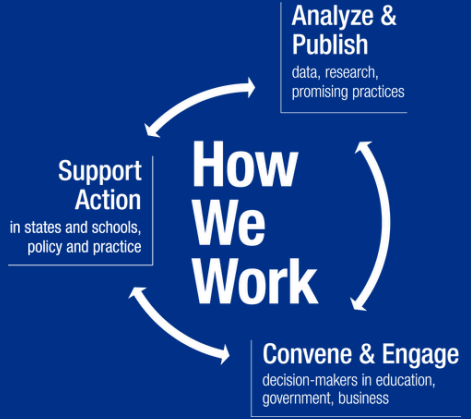 Analyze &
Publish
data, research,
promising practices
Support
Action
in states and schools,
policy and practice
How
We
Work
Convene & Engage
decision-makers in education,
government, business